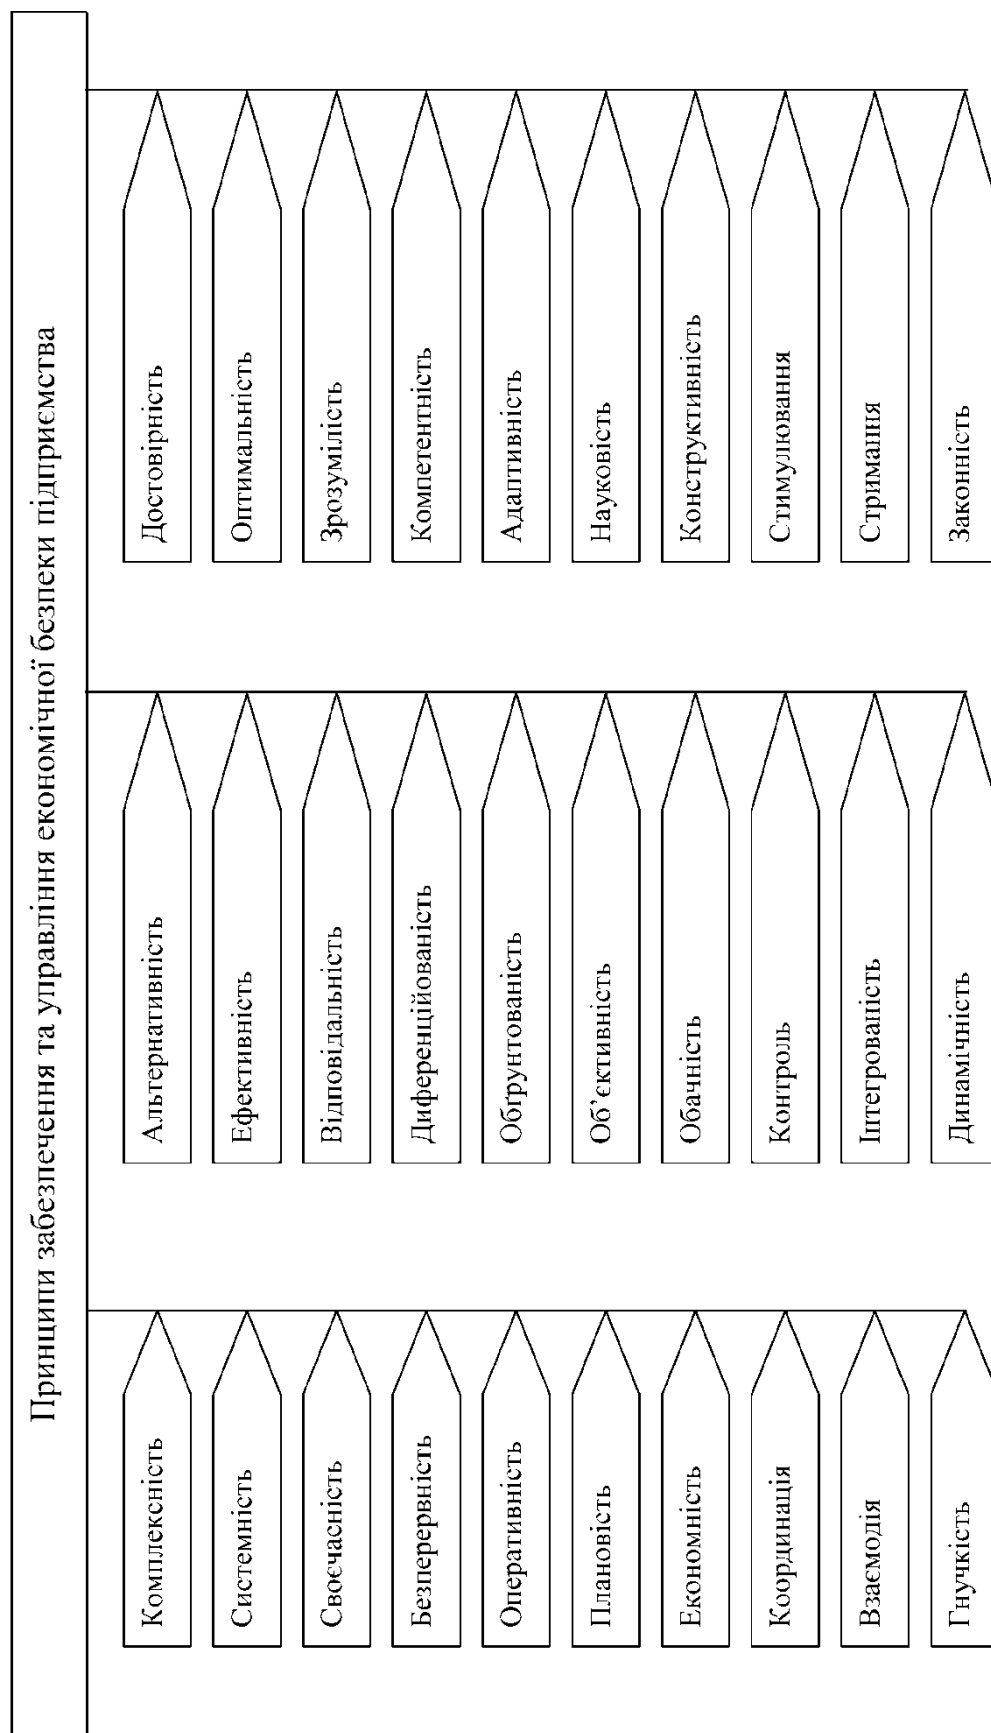 Принципи забезпечення та управління економічної безпеки підприємства
Комплексність
Системність
Своєчасність
Безперервність
Оперативність
Плановість
Економність
Координація
Взаємодія
Гнучкість
Альтернативність
Ефективність
Відповідальність
Диференційованість
Обґрунтованість
Об’єктивність
Обачність
Контроль
Інтегрованість
Динамічність
Достовірність
Оптимальність
Зрозумілість
Компетентність
Адаптивність
Науковість
Конструктивність
Стимулювання
Стримання
Законність